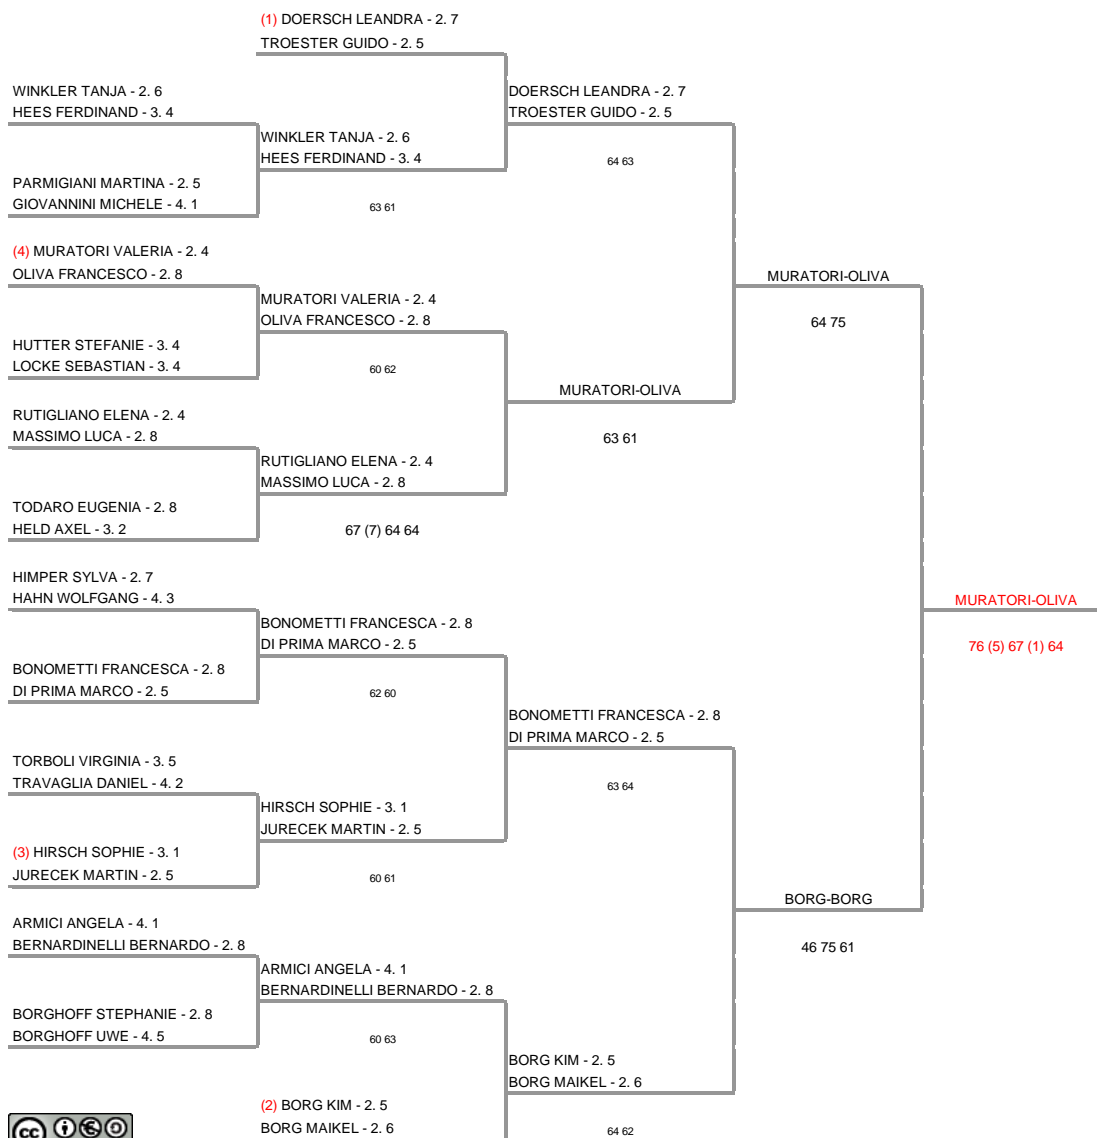 (1) DOERSCH LEANDRA - 2. 7
TROESTER GUIDO - 2. 5
WINKLER TANJA - 2. 6
HEES FERDINAND - 3. 4
DOERSCH LEANDRA - 2. 7
TROESTER GUIDO - 2. 5
WINKLER TANJA - 2. 6
HEES FERDINAND - 3. 4
64 63
PARMIGIANI MARTINA - 2. 5
GIOVANNINI MICHELE - 4. 1
63 61
(4) MURATORI VALERIA - 2. 4
OLIVA FRANCESCO - 2. 8
MURATORI-OLIVA
MURATORI VALERIA - 2. 4
OLIVA FRANCESCO - 2. 8
64 75
HUTTER STEFANIE - 3. 4
LOCKE SEBASTIAN - 3. 4
60 62
MURATORI-OLIVA
RUTIGLIANO ELENA - 2. 4
MASSIMO LUCA - 2. 8
63 61
RUTIGLIANO ELENA - 2. 4
MASSIMO LUCA - 2. 8
TODARO EUGENIA - 2. 8
HELD AXEL - 3. 2
67 (7) 64 64
HIMPER SYLVA - 2. 7
HAHN WOLFGANG - 4. 3
MURATORI-OLIVA
BONOMETTI FRANCESCA - 2. 8
DI PRIMA MARCO - 2. 5
76 (5) 67 (1) 64
BONOMETTI FRANCESCA - 2. 8
DI PRIMA MARCO - 2. 5
62 60
BONOMETTI FRANCESCA - 2. 8
DI PRIMA MARCO - 2. 5
TORBOLI VIRGINIA - 3. 5
TRAVAGLIA DANIEL - 4. 2
63 64
HIRSCH SOPHIE - 3. 1
JURECEK MARTIN - 2. 5
(3) HIRSCH SOPHIE - 3. 1
JURECEK MARTIN - 2. 5
60 61
BORG-BORG
ARMICI ANGELA - 4. 1
BERNARDINELLI BERNARDO - 2. 8
46 75 61
ARMICI ANGELA - 4. 1
BERNARDINELLI BERNARDO - 2. 8
BORGHOFF STEPHANIE - 2. 8
BORGHOFF UWE - 4. 5
60 63
BORG KIM - 2. 5
BORG MAIKEL - 2. 6
(2) BORG KIM - 2. 5
BORG MAIKEL - 2. 6
64 62
cc